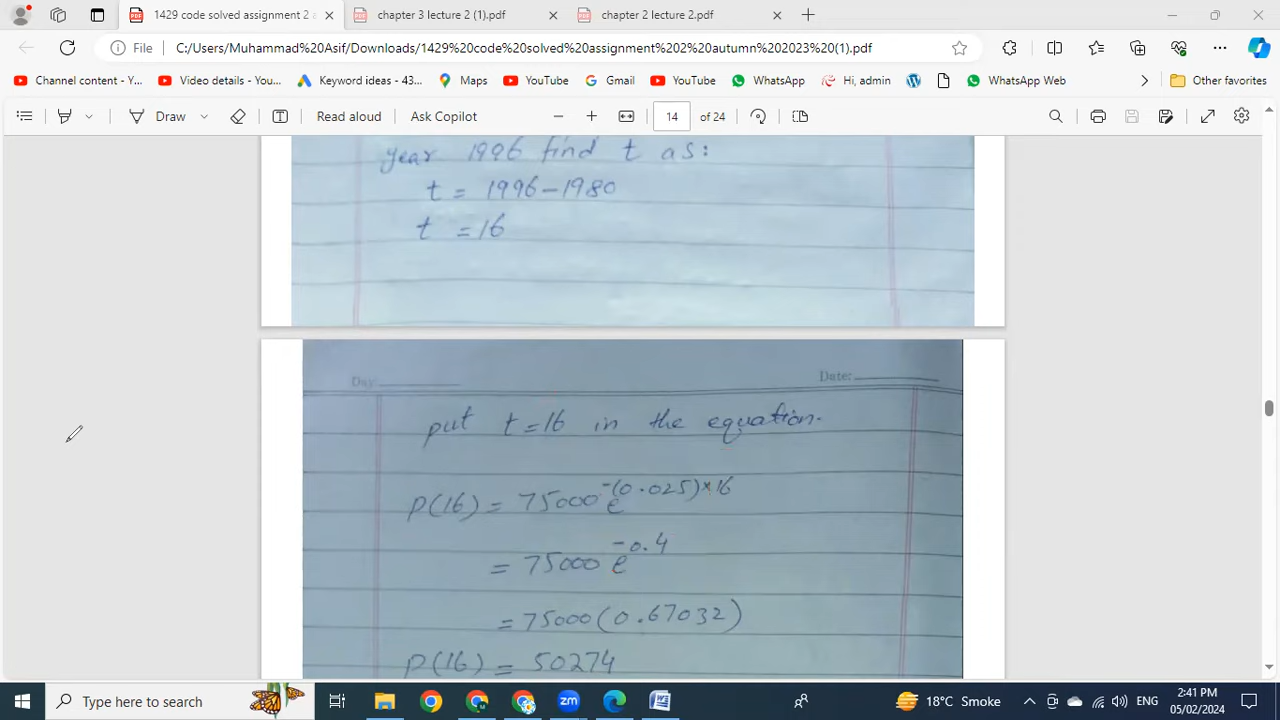 1429 code solved assignment 2
chapter 3 lecture 2 (1).pdf
chapter 2 lecture 2.pdf
File
C:/Users/Muhammad%20Asif/Downloads/1429%20code%20solved%20assignment%202%20autumn%202023%20(1).pdf
Channel content - Y...
Video details - You...
Keyword ideas - 43...
Maps
YouTube
Gmail
YouTube
WhatsApp
Hi, admin
WhatsApp Web
Other favorites
Draw
Read aloud
Ask Copilot
14
of 24
year 1996 find t as:
t = 1996-1980
t = 16
Day
Date:
put t=16 in the equation.
P(16) = 75000 e^-(0.025)×16
= 75000 e^-0.4
= 75000(0.67032)
P(16) = 50274
Type here to search
18°C Smoke
ENG
2:41 PM
05/02/2024